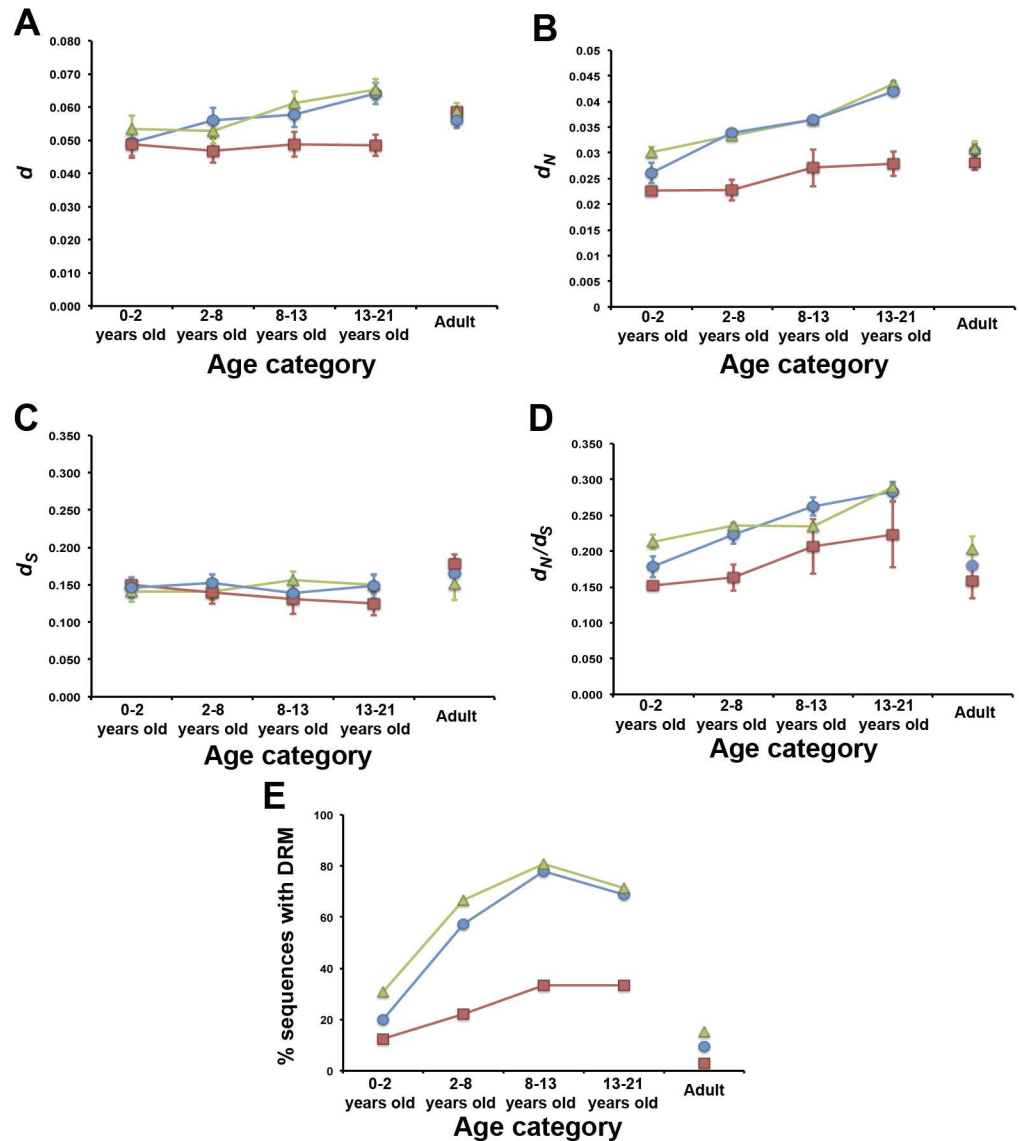 A
0.080
0.070
0.060
0.050
0.040
0.030
0.020
0.010
0.000
d
0-2 2-8 8-13 13-21 Adult
years old years old years old years old
Age category
B
0.05
0.045
0.04
0.035
0.03
0.025
0.02
0.015
0.01
0.005
0
dN
0-2 2-8 8-13 13-21 Adult
years old years old years old years old
Age category
C
0.350
0.300
0.250
0.200
0.150
0.100
0.050
0.000
dS
0-2 2-8 8-13 13-21 Adult
years old years old years old years old
Age category
D
0.350
0.300
0.250
0.200
0.150
0.100
0.050
0.000
dN/dS
0-2 2-8 8-13 13-21 Adult
years old years old years old years old
Age category
E
100
80
60
40
20
0
% sequences with DRM
0-2 2-8 8-13 13-21 Adult
years old years old years old years old
Age category